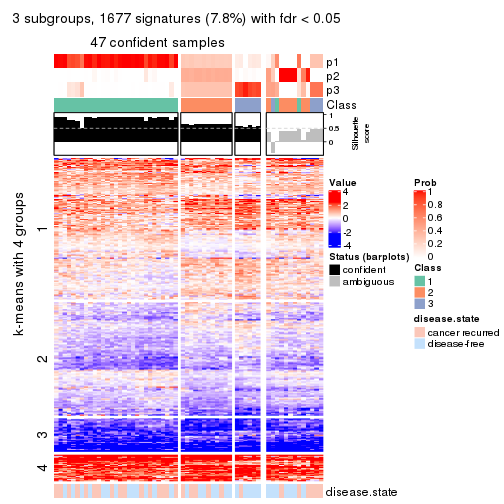 3 subgroups, 1677 signatures (7.8%) with fdr < 0.05
47 confident samples
p1
p2
p3
Class
1
0.5
0
Silhouette
score
k-means with 4 groups
1
2
3
4
disease.state
Value
4
2
0
-2
-4
Status (barplots)
confident
ambiguous
Prob
1
0.8
0.6
0.4
0.2
0
Class
1
2
3
disease.state
cancer recurred
disease-free